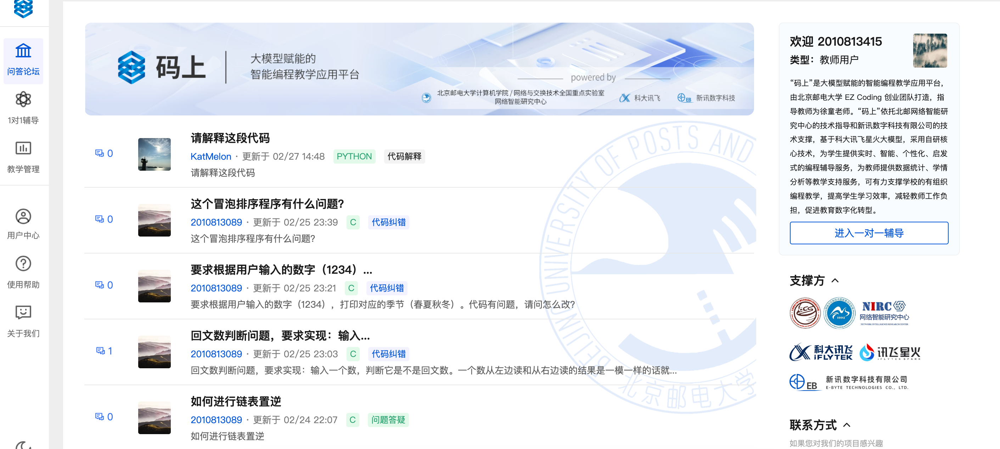 问答论坛
1对1辅导
教学管理
用户中心
使用帮助
关于我们
码上
大模型赋能的
智能编程教学应用平台
powered by
北京邮电大学计算机学院 / 网络与交换技术全国重点实验室
网络智能研究中心
科大讯飞
EB 新讯数字科技
0
请解释这段代码
KatMelon · 更新于 02/27 14:48 PYTHON 代码解释
请解释这段代码
0
这个冒泡排序程序有什么问题?
2010813089 · 更新于 02/25 23:39 C 代码纠错
这个冒泡排序程序有什么问题?
0
要求根据用户输入的数字（1234）...
2010813089 · 更新于 02/25 23:21 C 代码纠错
要求根据用户输入的数字（1234），打印对应的季节（春夏秋冬）。代码有问题，请问怎么改?
1
回文数判断问题，要求实现：输入...
2010813089 · 更新于 02/25 23:03 C 代码纠错
回文数判断问题，要求实现：输入一个数，判断它是不是回文数。一个数从左边读和从右边读的结果是一模一样的话就...
0
如何进行链表置逆
2010813089 · 更新于 02/24 22:07 C 问题答疑
如何进行链表置逆
BEIJING UNIVERSITY OF POSTS AND
北京邮电大学
欢迎 2010813415
类型：教师用户
“码上”是大模型赋能的智能编程教学应用平台，
由北京邮电大学 EZ Coding 创业团队打造，指
导教师为徐童老师。“码上”依托北邮网络智能研
究中心的技术指导和新讯数字科技有限公司的技
术支撑，基于科大讯飞星火大模型，采用自研核
心技术，为学生提供实时、智能、个性化、启发
式的编程辅导服务，为教师提供数据统计、学情
分析等教学支持服务，可有力支撑学校的有组织
编程教学，提高学生学习效率，减轻教师工作负
担，促进教育数字化转型。
进入一对一辅导
支撑方
1992
NIRC
网络智能研究中心
NETWORK INTELLIGENCE RESEARCH CENTER
科大讯飞
iFLYTEK
讯飞星火
IFLYTEK SPARK
EB
新讯数字科技有限公司
E-BYTE TECHNOLOGIES CO., LTD.
联系方式
如果您对我们的项目感兴趣